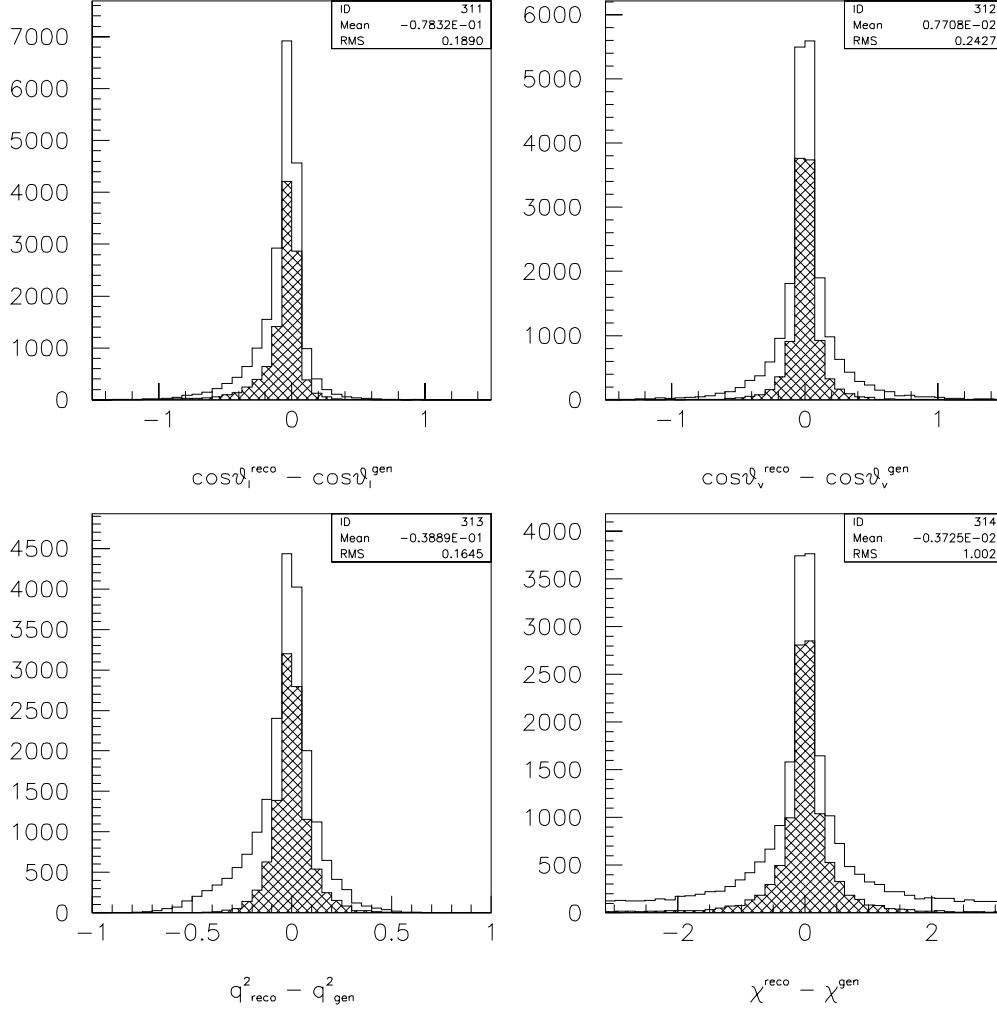 ID 311
Mean -0.7832E-01
RMS 0.1890
7000
6000
5000
4000
3000
2000
1000
0
-1 0 1
cosϑ_l^reco − cosϑ_l^gen
ID 312
Mean 0.7708E-02
RMS 0.2427
6000
5000
4000
3000
2000
1000
0
-1 0 1
cosϑ_v^reco − cosϑ_v^gen
ID 313
Mean -0.3889E-01
RMS 0.1645
4500
4000
3500
3000
2500
2000
1500
1000
500
0
-1 -0.5 0 0.5 1
q²_reco − q²_gen
ID 314
Mean -0.3725E-02
RMS 1.002
4000
3500
3000
2500
2000
1500
1000
500
0
-2 0 2
χ^reco − χ^gen